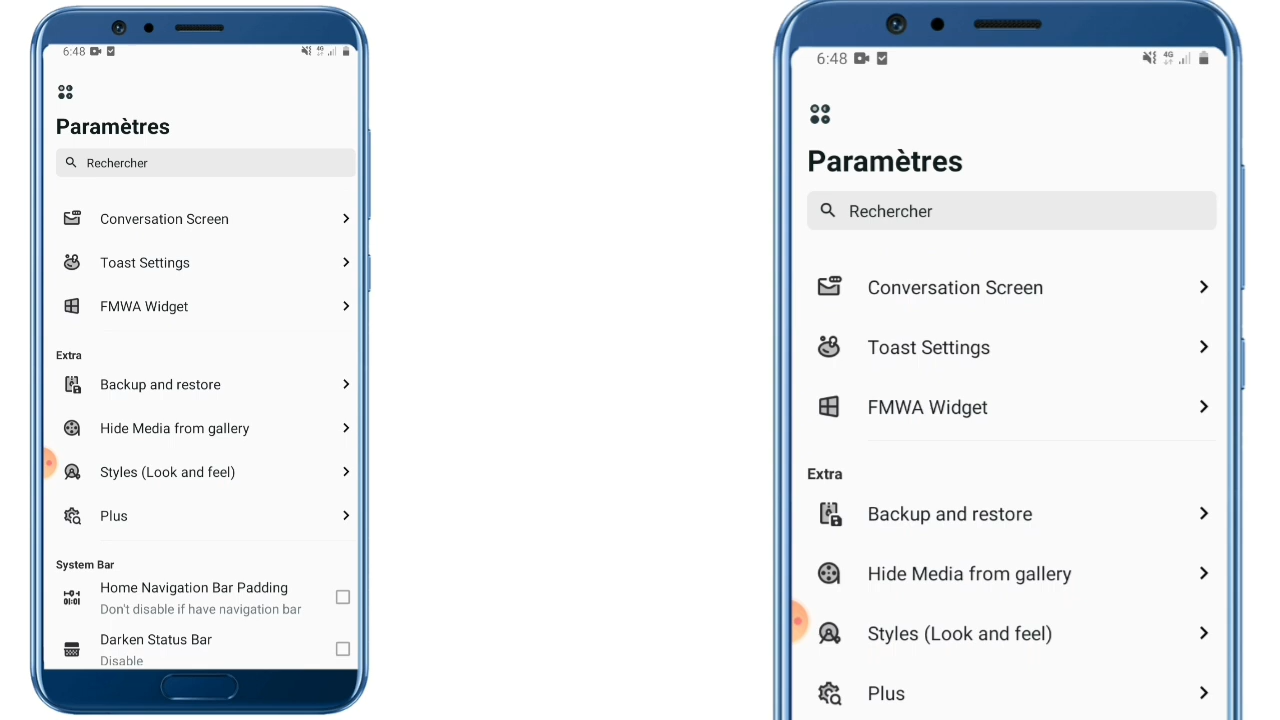 6:48
4G
Paramètres
Rechercher
Conversation Screen
Toast Settings
FMWA Widget
Extra
Backup and restore
Hide Media from gallery
Styles (Look and feel)
Plus
System Bar
Home Navigation Bar Padding
Don't disable if have navigation bar
Darken Status Bar
Disable
6:48
4G
Paramètres
Rechercher
Conversation Screen
Toast Settings
FMWA Widget
Extra
Backup and restore
Hide Media from gallery
Styles (Look and feel)
Plus